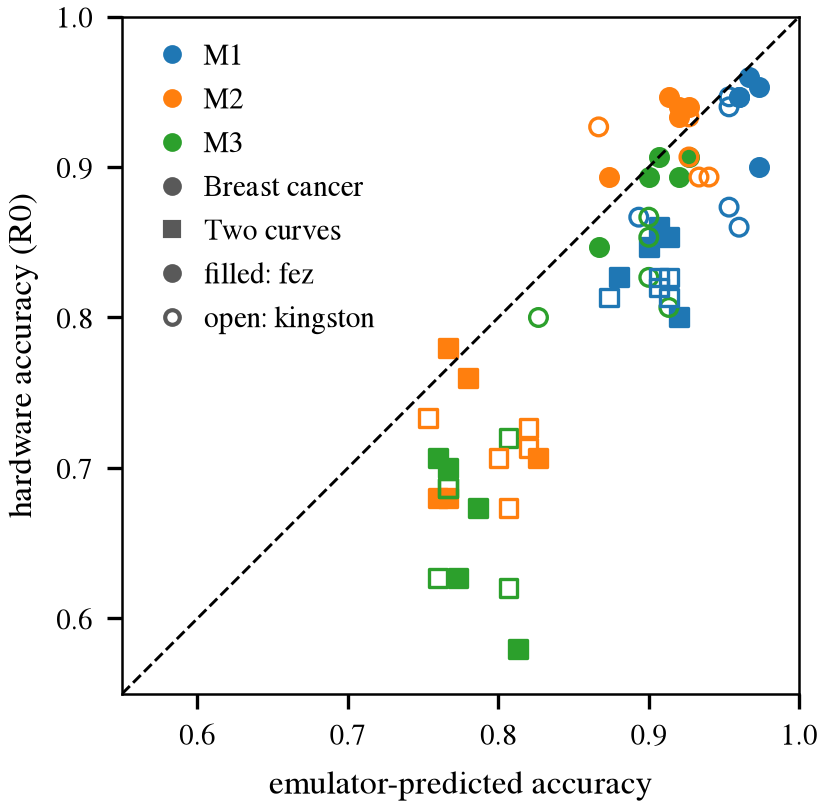 1.0
0.9
0.8
0.7
0.6
hardware accuracy (R0)
M1
M2
M3
Breast cancer
Two curves
filled: fez
open: kingston
0.6 0.7 0.8 0.9 1.0
emulator-predicted accuracy